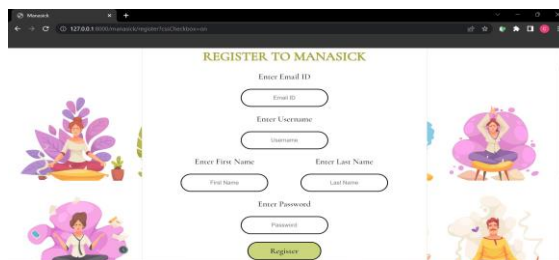 Manasick
127.0.0.1:8000/manasick/register?csrCheckbox=on
REGISTER TO MANASICK
Enter Email ID
Email ID
Enter Username
Username
Enter First Name Enter Last Name
First Name Last Name
Enter Password
Password
Register